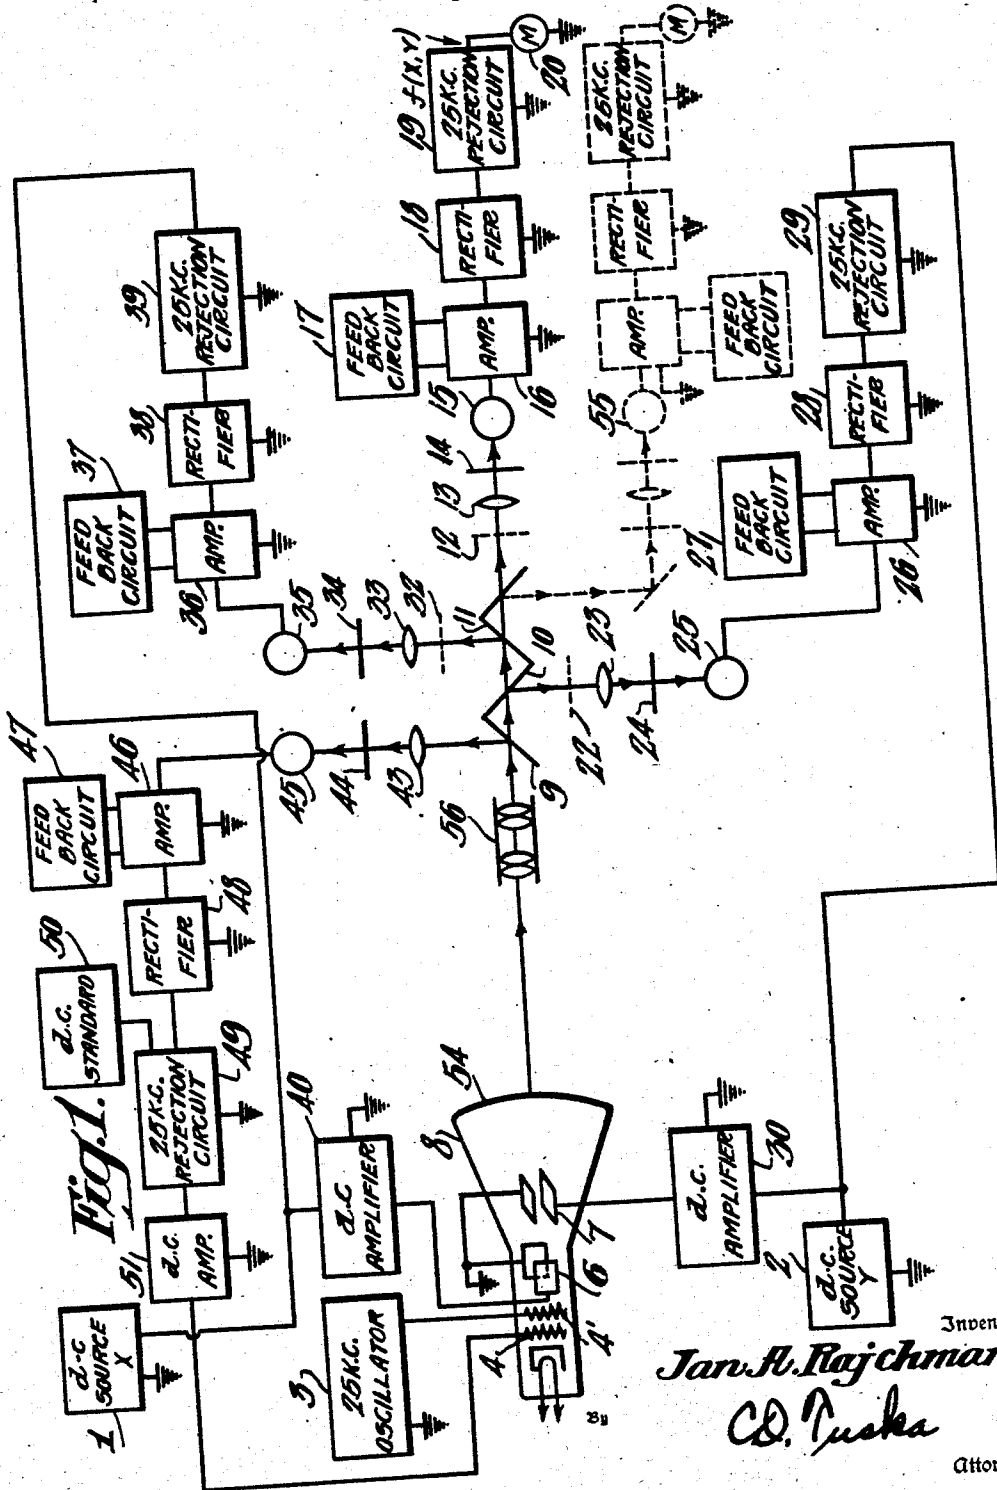 Fig.1.
1
d-c
SOURCE
X
51
d.c.
AMP.
25 K.C.
REJECTION
CIRCUIT
49
d.c.
STANDARD
50
RECTI-
FIER
48
AMP.
46
FEED
BACK
CIRCUIT
47
45
44
43
3
25 K.C.
OSCILLATOR
40
d.c
AMPLIFIER
2
d.c.
SOURCE
Y
d.c.
AMPLIFIER
30
4
4'
6
7
8
54
56
9
10
11
32
33
34
35
36
AMP.
FEED
BACK
CIRCUIT
37
38
RECTI-
FIER
39
25 K.C.
REJECTION
CIRCUIT
12
13
14
15
16
AMP.
17
FEED
BACK
CIRCUIT
18
RECTI-
FIER
19
f(X,Y)
25 K.C.
REJECTION
CIRCUIT
M
20
55
AMP.
FEED
BACK
CIRCUIT
RECTI-
FIER
25 K.C.
REJECTION
CIRCUIT
M
22
23
24
25
26
AMP.
27
FEED
BACK
CIRCUIT
28
RECTI-
FIER
29
25 K.C.
REJECTION
CIRCUIT
Inven
Jan A. Rajchman
By
C.D. Tuska
Attor